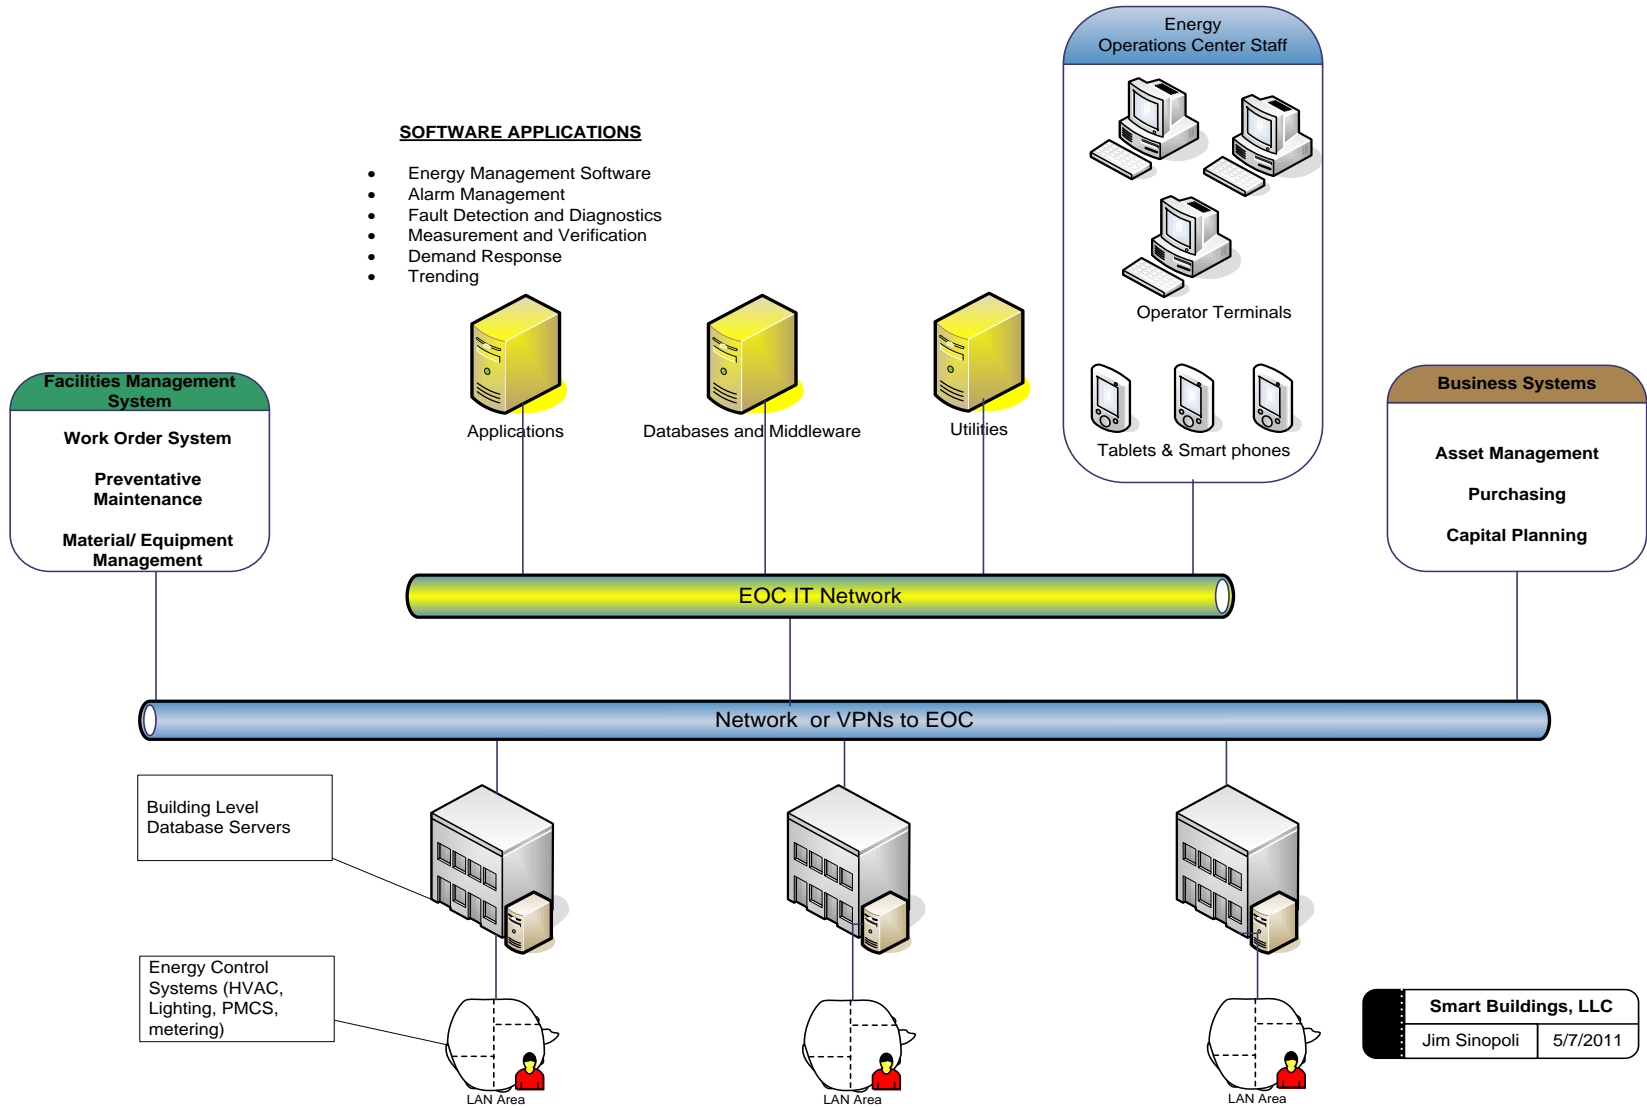 Energy
Operations Center Staff
SOFTWARE APPLICATIONS
• Energy Management Software
• Alarm Management
• Fault Detection and Diagnostics
• Measurement and Verification
• Demand Response
• Trending
Operator Terminals
Tablets & Smart phones
Applications
Databases and Middleware
Utilities
Facilities Management
System
Work Order System
Preventative
Maintenance
Material/ Equipment
Management
Business Systems
Asset Management
Purchasing
Capital Planning
EOC IT Network
Network or VPNs to EOC
Building Level
Database Servers
Energy Control
Systems (HVAC,
Lighting, PMCS,
metering)
LAN Area
LAN Area
LAN Area
Smart Buildings, LLC
Jim Sinopoli
5/7/2011